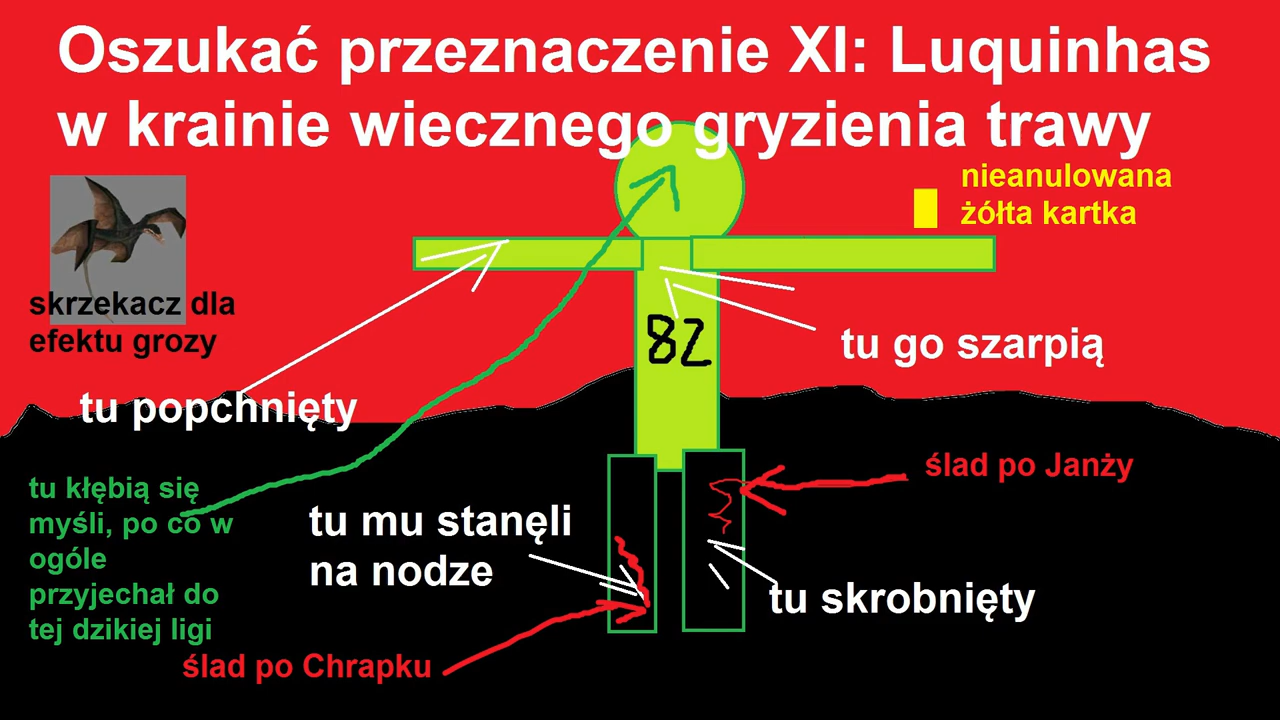 Oszukać przeznaczenie XI: Luquinhas
w krainie wiecznego gryzienia trawy
nieanulowana
żółta kartka
skrzekacz dla
efektu grozy
82
tu go szarpią
tu popchnięty
ślad po Janży
tu kłębią się
myśli, po co w
ogóle
przyjechał do
tej dzikiej ligi
tu mu stanęli
na nodze
tu skrobnięty
ślad po Chrapku